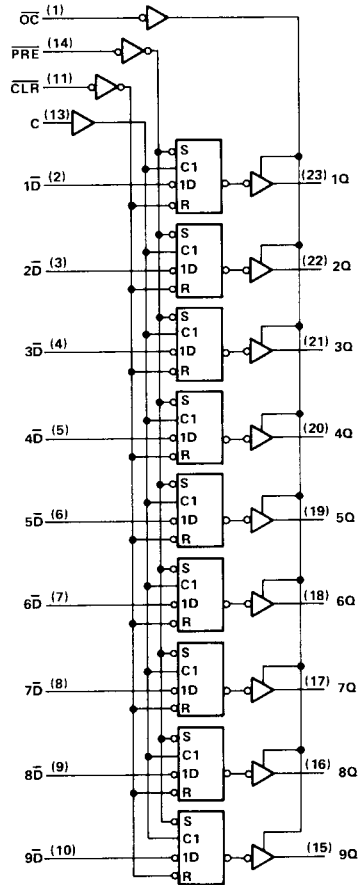 O̅C̅ (1)
P̅R̅E̅ (14)
C̅L̅R̅ (11)
C (13)
S
C1
1D̅ (2) 1D (23) 1Q
R
S
C1
2D̅ (3) 1D (22) 2Q
R
S
C1
3D̅ (4) 1D (21) 3Q
R
S
C1
4D̅ (5) 1D (20) 4Q
R
S
C1
5D̅ (6) 1D (19) 5Q
R
S
C1
6D̅ (7) 1D (18) 6Q
R
S
C1
7D̅ (8) 1D (17) 7Q
R
S
C1
8D̅ (9) 1D (16) 8Q
R
S
C1
9D̅ (10) 1D (15) 9Q
R